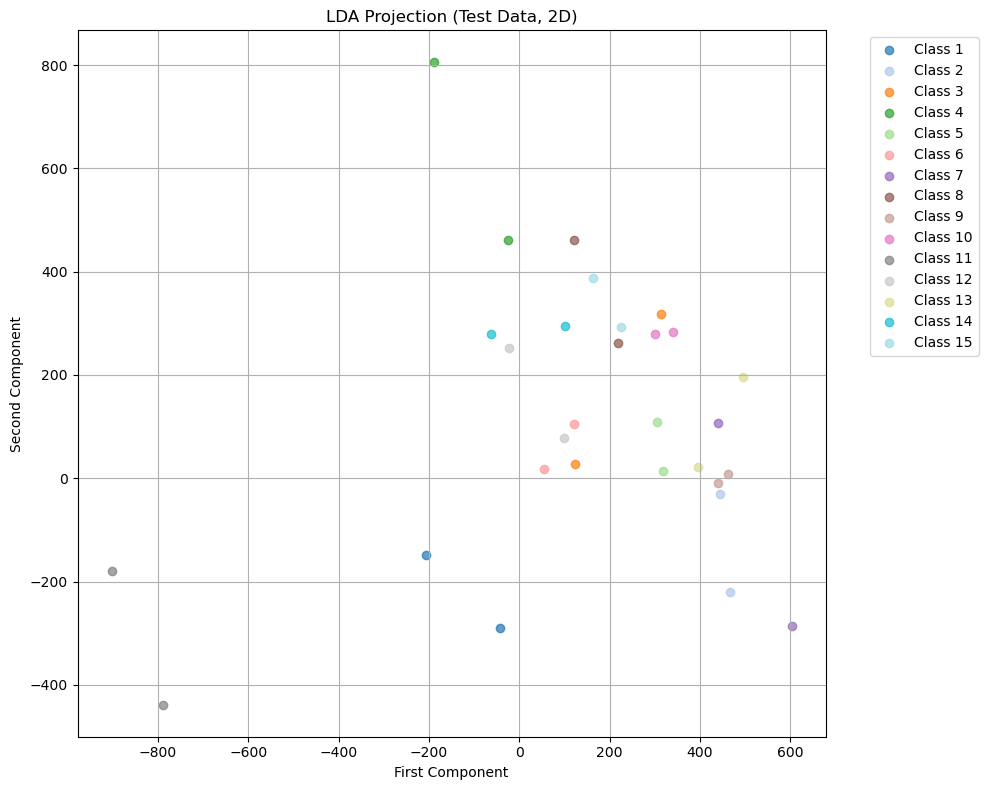 LDA Projection (Test Data, 2D)
800
600
400
200
0
−200
−400
Second Component
−800
−600
−400
−200
0
200
400
600
First Component
Class 1
Class 2
Class 3
Class 4
Class 5
Class 6
Class 7
Class 8
Class 9
Class 10
Class 11
Class 12
Class 13
Class 14
Class 15